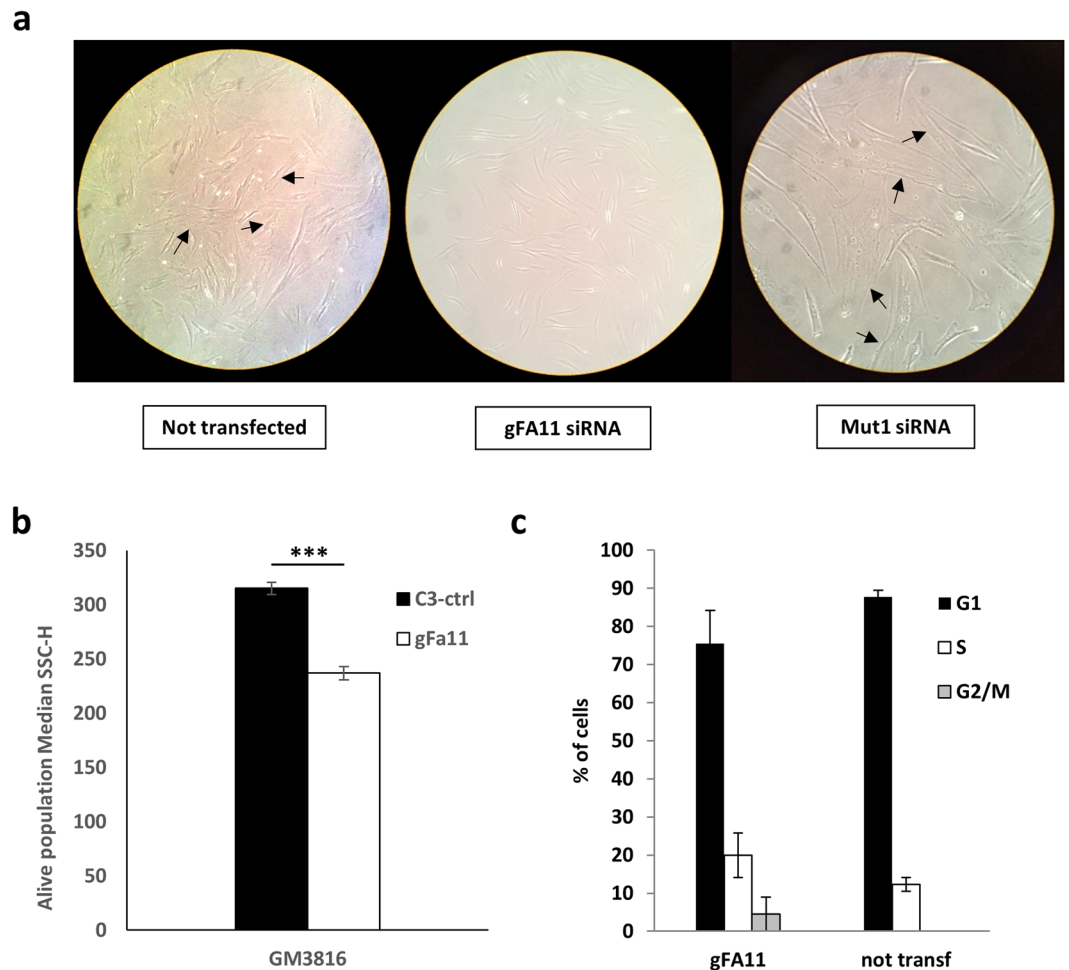 a
Not transfected
gFA11 siRNA
Mut1 siRNA
b
Alive population Median SSC-H
350
300
250
200
150
100
50
0
***
C3-ctrl
gFa11
GM3816
c
% of cells
100
90
80
70
60
50
40
30
20
10
0
G1
S
G2/M
gFA11
not transf